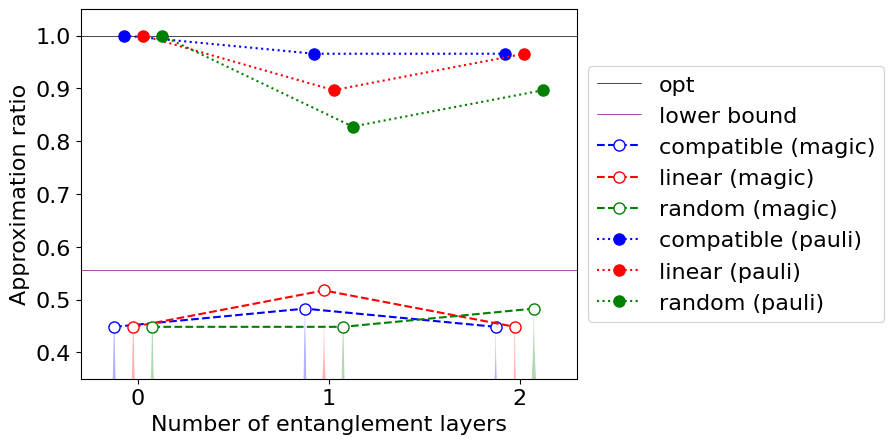 1.0
0.9
0.8
0.7
0.6
0.5
0.4
Approximation ratio
0 1 2
Number of entanglement layers
opt
lower bound
compatible (magic)
linear (magic)
random (magic)
compatible (pauli)
linear (pauli)
random (pauli)